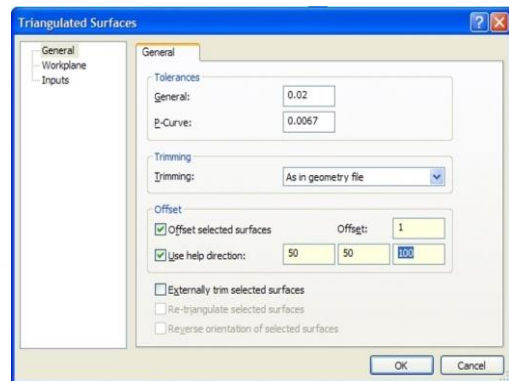 Triangulated Surfaces
General
Workplane
Inputs
General
Tolerances
General: 0.02
P-Curve: 0.0067
Trimming
Trimming: As in geometry file
Offset
Offset selected surfaces Offset: 1
Use help direction: 50 50 100
Externally trim selected surfaces
Re-triangulate selected surfaces
Reverse orientation of selected surfaces
OK Cancel